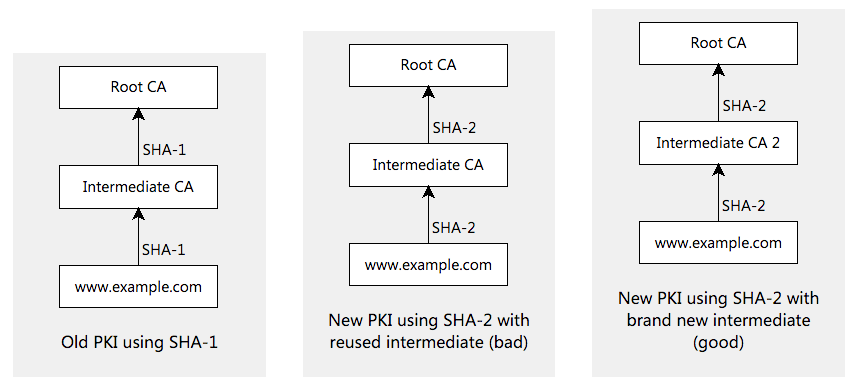 Root CA
SHA-1
Intermediate CA
SHA-1
www.example.com
Old PKI using SHA-1
Root CA
SHA-2
Intermediate CA
SHA-2
www.example.com
New PKI using SHA-2 with
reused intermediate (bad)
Root CA
SHA-2
Intermediate CA 2
SHA-2
www.example.com
New PKI using SHA-2 with
brand new intermediate
(good)